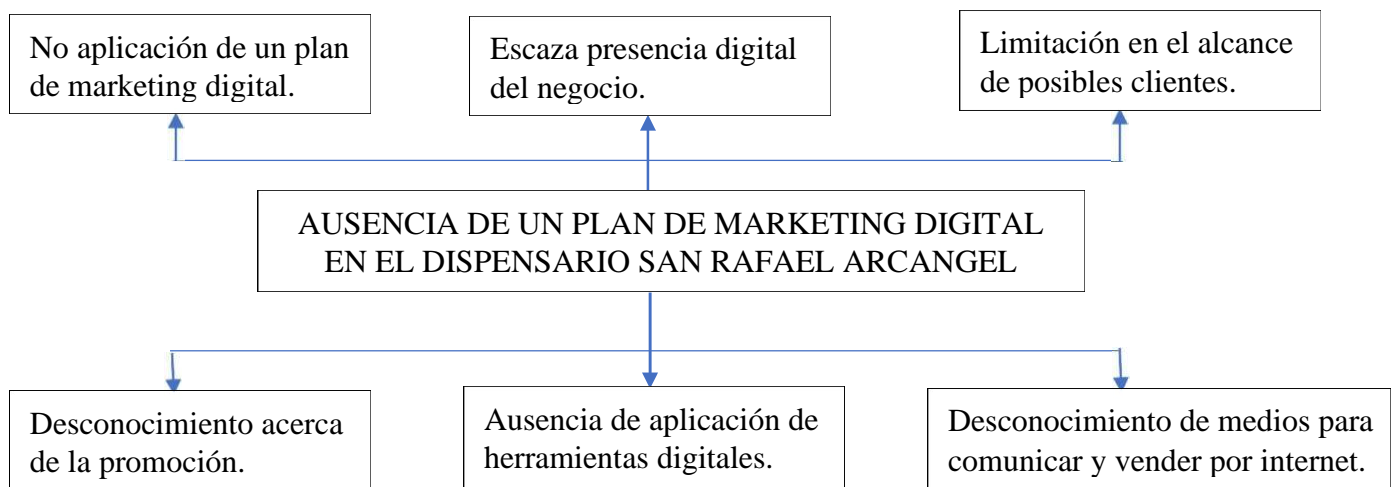 No aplicación de un plan
de marketing digital.
Escaza presencia digital
del negocio.
Limitación en el alcance
de posibles clientes.
AUSENCIA DE UN PLAN DE MARKETING DIGITAL
EN EL DISPENSARIO SAN RAFAEL ARCANGEL
Desconocimiento acerca
de la promoción.
Ausencia de aplicación de
herramientas digitales.
Desconocimiento de medios para
comunicar y vender por internet.